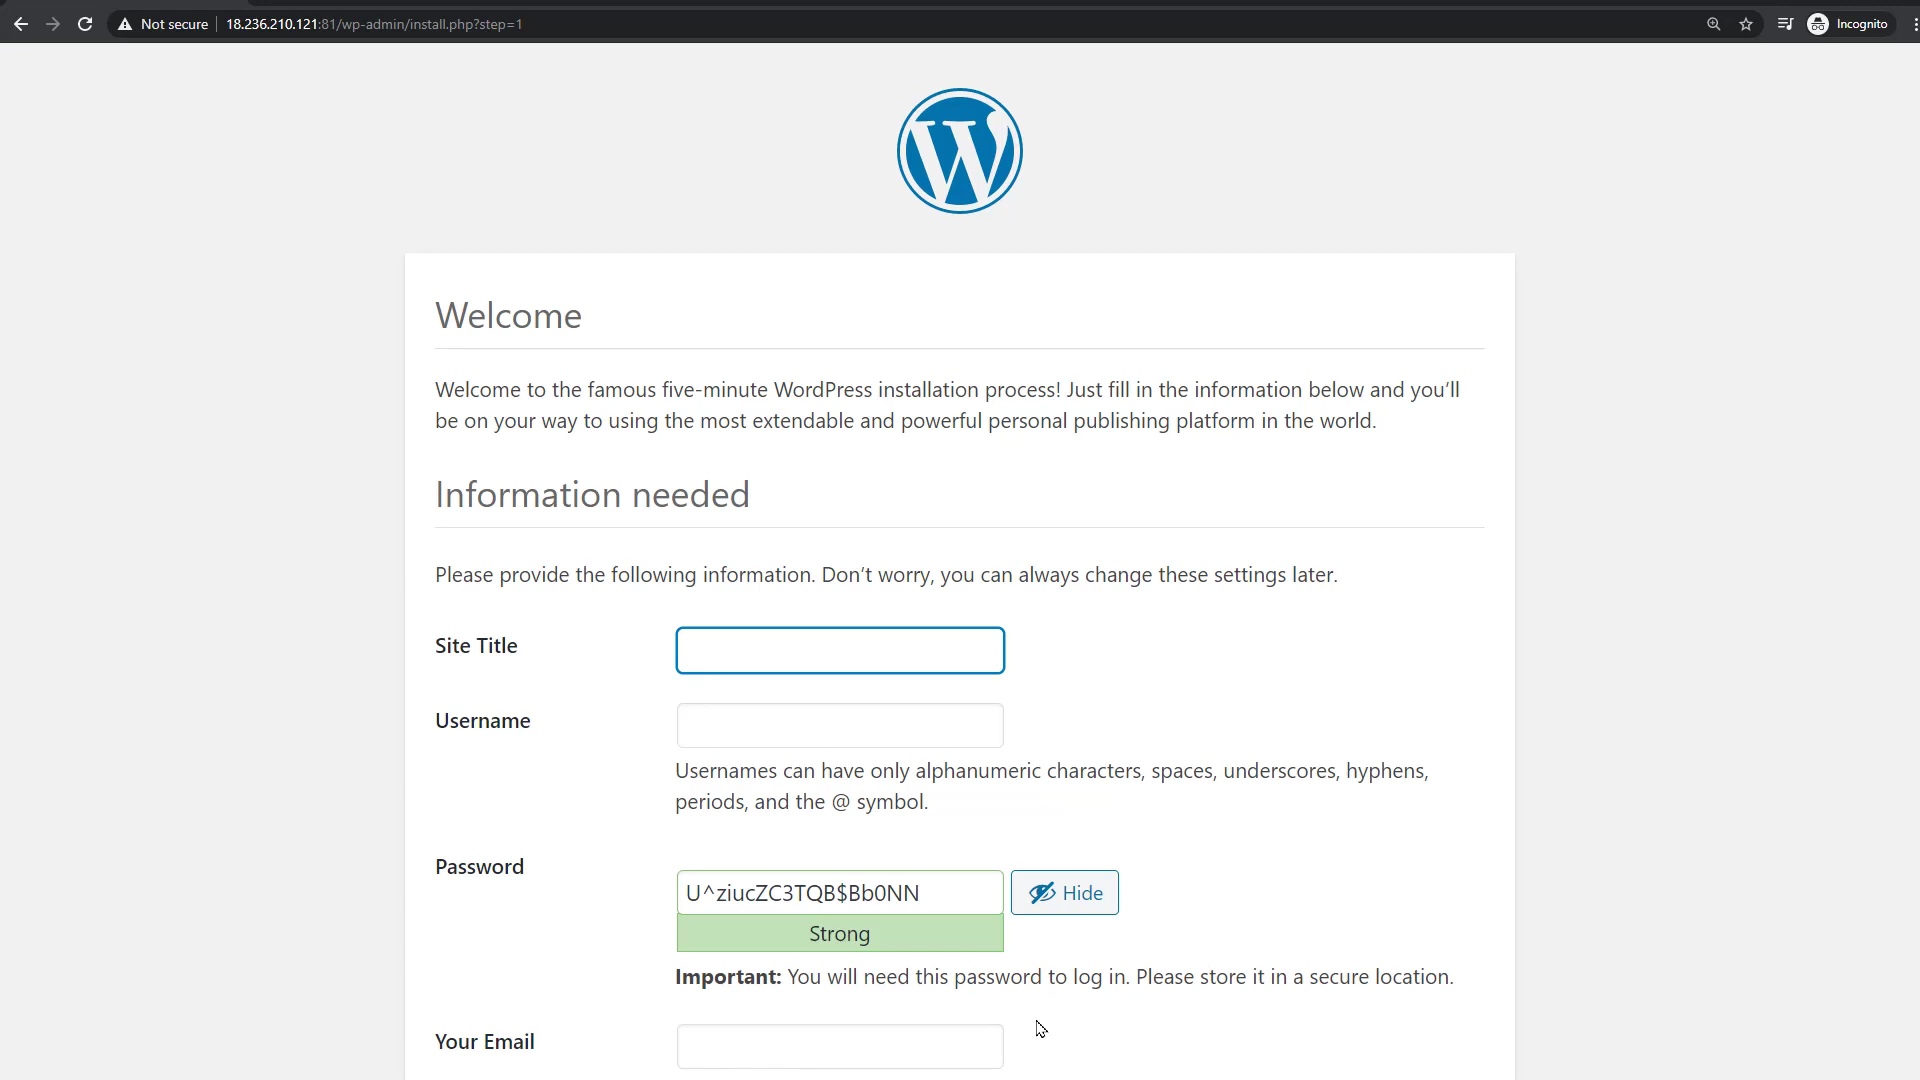 Not secure
18.236.210.121:81/wp-admin/install.php?step=1
Incognito
Welcome
Welcome to the famous five-minute WordPress installation process! Just fill in the information below and you’ll
be on your way to using the most extendable and powerful personal publishing platform in the world.
Information needed
Please provide the following information. Don’t worry, you can always change these settings later.
Site Title
Username
Usernames can have only alphanumeric characters, spaces, underscores, hyphens,
periods, and the @ symbol.
Password
U^ziucZC3TQB$Bb0NN
Hide
Strong
Important: You will need this password to log in. Please store it in a secure location.
Your Email